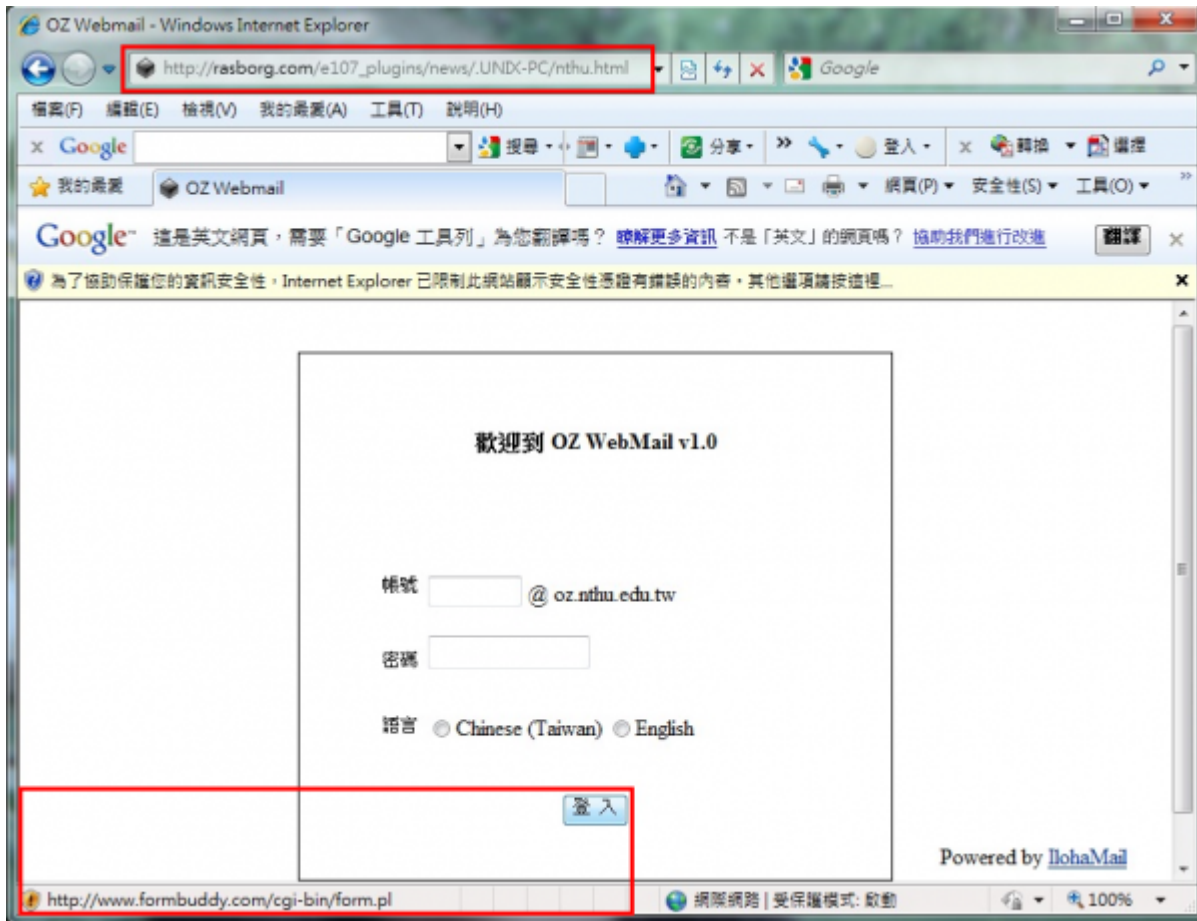 OZ Webmail - Windows Internet Explorer
http://rasborg.com/e107_plugins/news/.UNIX-PC/nthu.html
Google
檔案(F) 編輯(E) 檢視(V) 我的最愛(A) 工具(T) 說明(H)
x Google 搜尋 分享 登入 x 轉換 選擇
我的最愛 OZ Webmail 網頁(P) 安全性(S) 工具(O)
Google™ 這是英文網頁，需要「Google 工具列」為您翻譯嗎？ 瞭解更多資訊 不是「英文」的網頁嗎？ 協助我們進行改進 翻譯
為了協助保護您的資訊安全性，Internet Explorer 已限制此網站顯示安全性憑證有錯誤的內容。其他選項請按這裡...
歡迎到 OZ WebMail v1.0
帳號 @ oz.nthu.edu.tw
密碼
語言 Chinese (Taiwan) English
登入
Powered by IlohaMail
http://www.formbuddy.com/cgi-bin/form.pl 網際網路 | 受保護模式: 啟動 100%